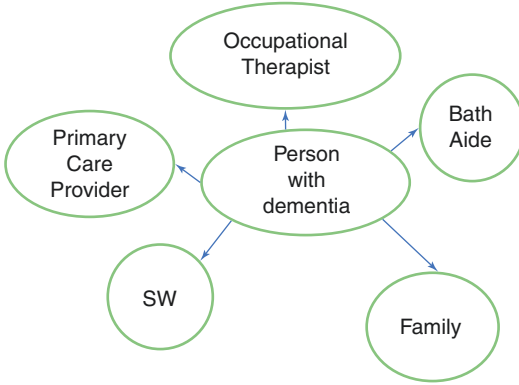 Occupational
Therapist
Bath
Aide
Primary
Care
Provider
Person
with
dementia
SW
Family